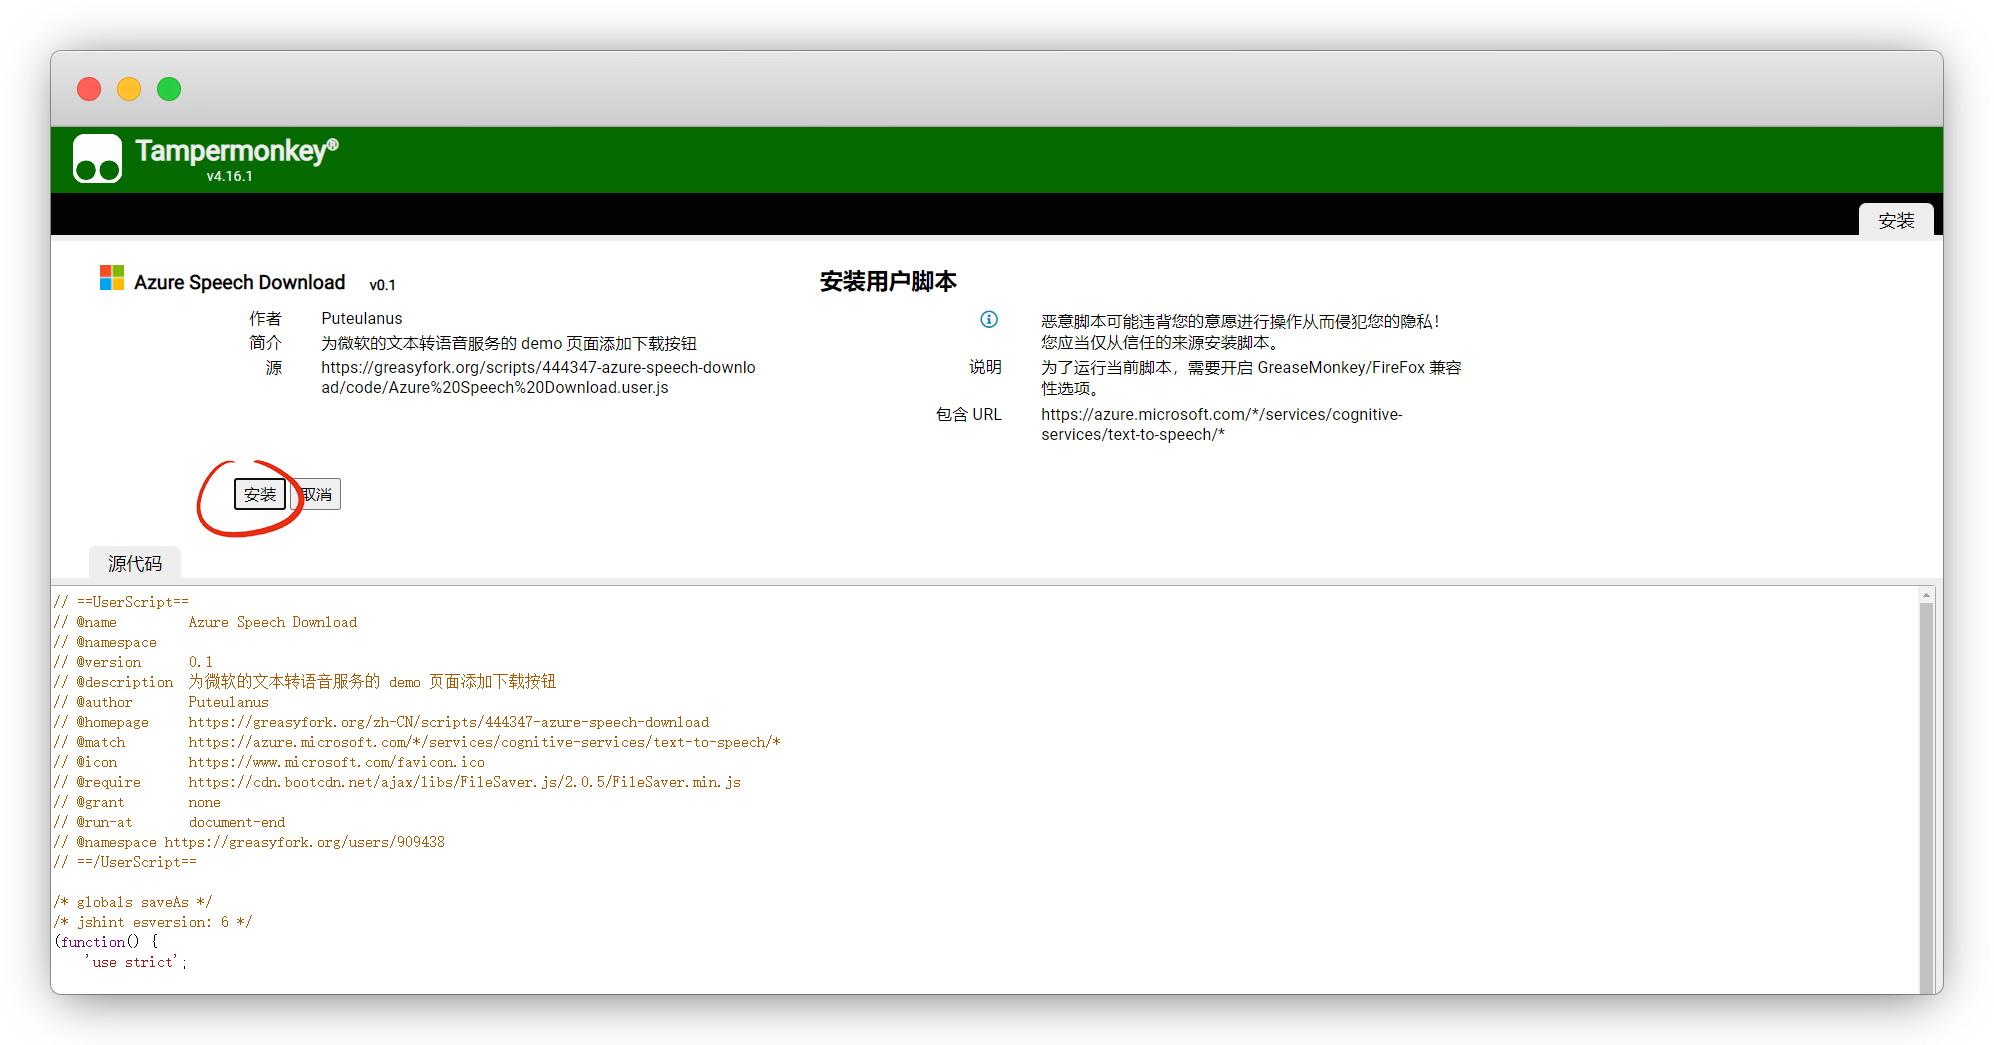 Tampermonkey®
v4.16.1
安装
Azure Speech Download v0.1
作者 Puteulanus
简介 为微软的文本转语音服务的 demo 页面添加下载按钮
源 https://greasyfork.org/scripts/444347-azure-speech-downlo
ad/code/Azure%20Speech%20Download.user.js
安装用户脚本
恶意脚本可能违背您的意愿进行操作从而侵犯您的隐私！
您应当仅从信任的来源安装脚本。
说明 为了运行当前脚本，需要开启 GreaseMonkey/FireFox 兼容
性选项。
包含 URL https://azure.microsoft.com/*/services/cognitive-
services/text-to-speech/*
安装 取消
源代码
// ==UserScript==
// @name         Azure Speech Download
// @namespace
// @version      0.1
// @description  为微软的文本转语音服务的 demo 页面添加下载按钮
// @author       Puteulanus
// @homepage     https://greasyfork.org/zh-CN/scripts/444347-azure-speech-download
// @match        https://azure.microsoft.com/*/services/cognitive-services/text-to-speech/*
// @icon         https://www.microsoft.com/favicon.ico
// @require      https://cdn.bootcdn.net/ajax/libs/FileSaver.js/2.0.5/FileSaver.min.js
// @grant        none
// @run-at       document-end
// @namespace https://greasyfork.org/users/909438
// ==/UserScript==
/* globals saveAs */
/* jshint esversion: 6 */
(function() {
    'use strict';